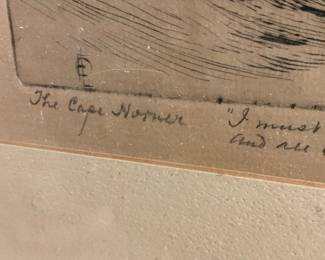 The Cape Horner
"I must
and all